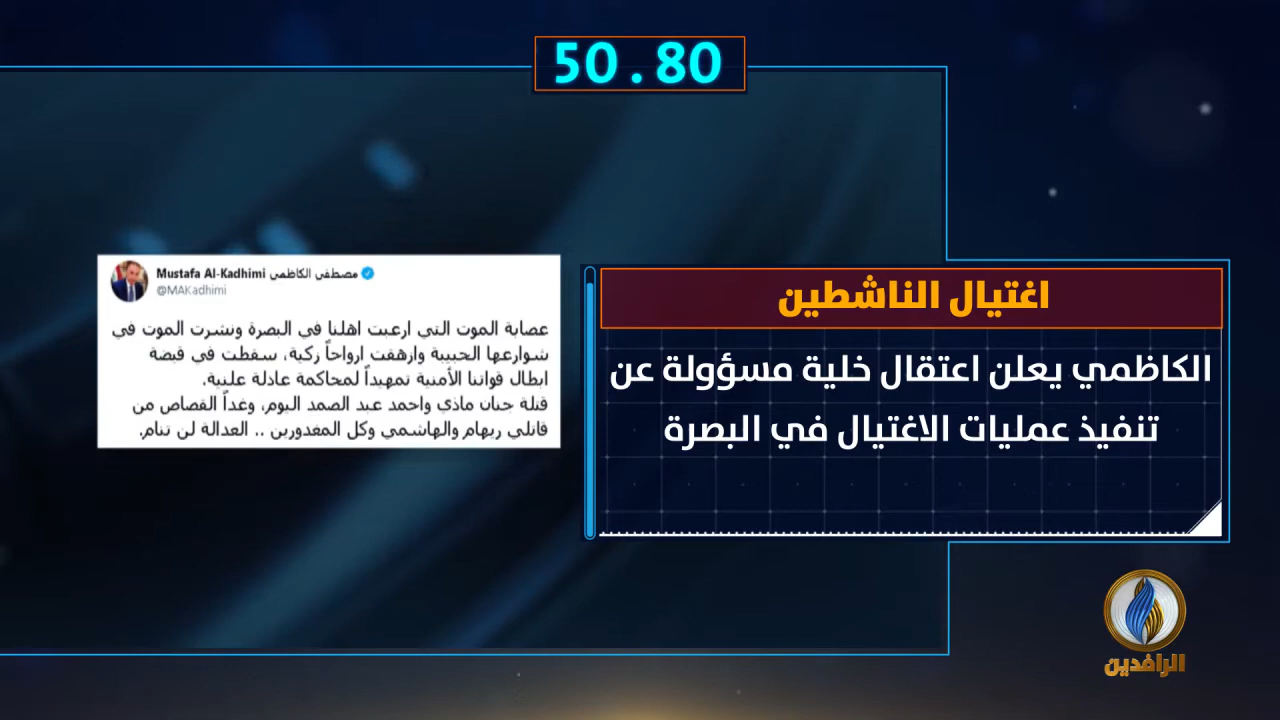 50.80
Mustafa Al-Kadhimi مصطفى الكاظمي
@MAKadhimi
عصابة الموت التي ارعبت اهلنا في البصرة ونشرت الموت في
شوارعها الحبيبة وازهقت ارواحاً زكية، سقطت في قبضة
ابطال قواتنا الأمنية تمهيداً لمحاكمة عادلة علنية.
قتلة جنان ماذي واحمد عبد الصمد اليوم، وغداً القصاص من
قاتلي ريهام والهاشمي وكل المغدورين .. العدالة لن تنام.
اغتيال الناشطين
الكاظمي يعلن اعتقال خلية مسؤولة عن
تنفيذ عمليات الاغتيال في البصرة
الرافدين